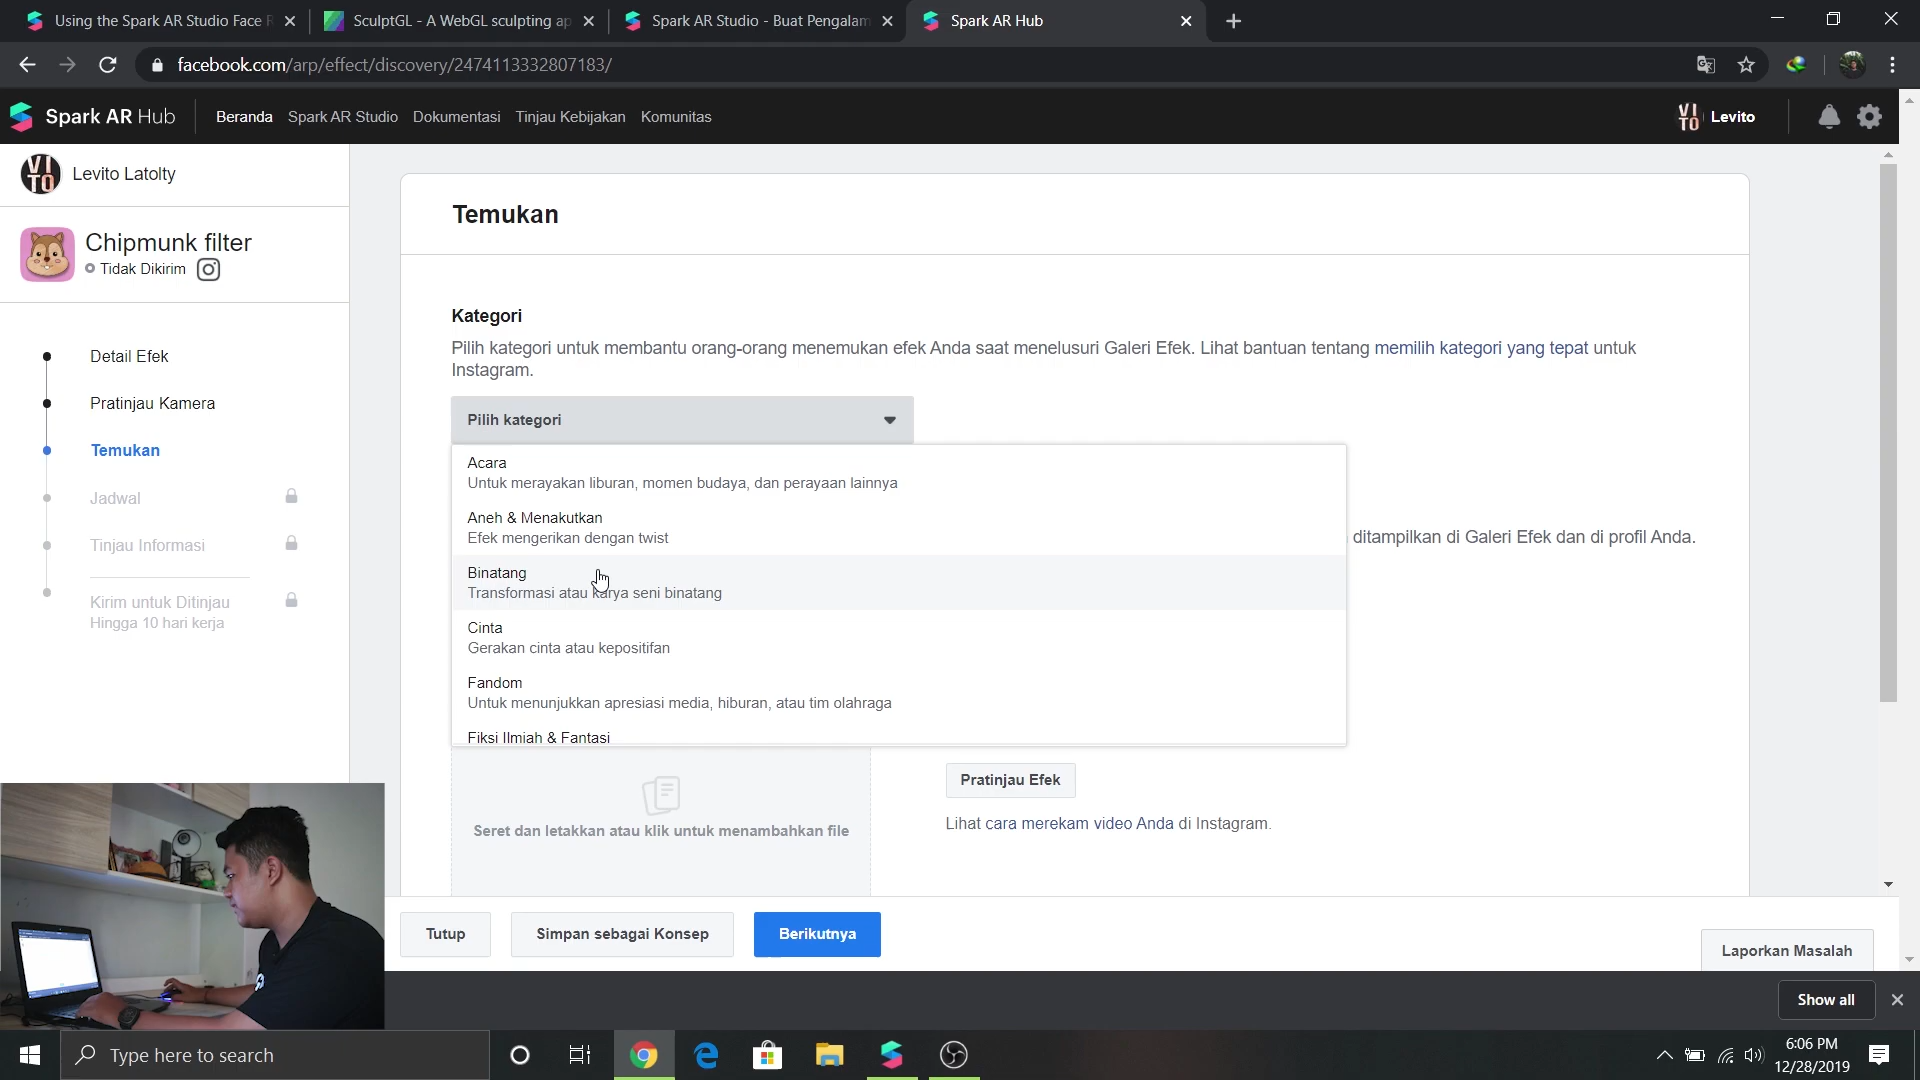 Using the Spark AR Studio Face R
SculptGL - A WebGL sculpting ap
Spark AR Studio - Buat Pengalam
Spark AR Hub
facebook.com/arp/effect/discovery/2474113332807183/
Spark AR Hub
Beranda
Spark AR Studio
Dokumentasi
Tinjau Kebijakan
Komunitas
VI
TO
Levito
VI
TO
Levito Latolty
Chipmunk filter
Tidak Dikirim
Detail Efek
Pratinjau Kamera
Temukan
Jadwal
Tinjau Informasi
Kirim untuk Ditinjau
Hingga 10 hari kerja
Temukan
Kategori
Pilih kategori untuk membantu orang-orang menemukan efek Anda saat menelusuri Galeri Efek. Lihat bantuan tentang memilih kategori yang tepat untuk
Instagram.
Pilih kategori
Acara
Untuk merayakan liburan, momen budaya, dan perayaan lainnya
Aneh & Menakutkan
Efek mengerikan dengan twist
ditampilkan di Galeri Efek dan di profil Anda.
Binatang
Transformasi atau karya seni binatang
Cinta
Gerakan cinta atau kepositifan
Fandom
Untuk menunjukkan apresiasi media, hiburan, atau tim olahraga
Fiksi Ilmiah & Fantasi
Seret dan letakkan atau klik untuk menambahkan file
Pratinjau Efek
Lihat cara merekam video Anda di Instagram.
Tutup
Simpan sebagai Konsep
Berikutnya
Laporkan Masalah
Show all
Type here to search
6:06 PM
12/28/2019